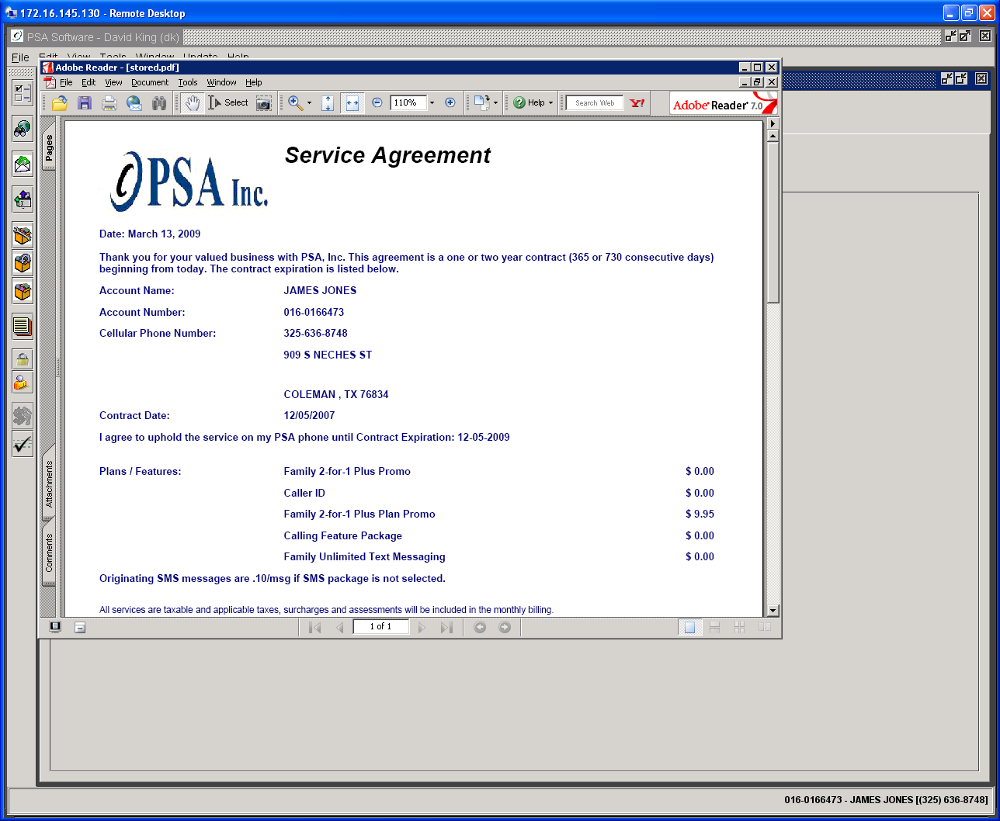 172.16.145.130 - Remote Desktop
PSA Software - David King (dk)
File Edit View Tools Window Update Help
Adobe Reader - [stored.pdf]
File Edit View Document Tools Window Help
Select 110% Help Search Web Y! Adobe Reader 7.0
Pages
Service Agreement
PSA Inc.
Date: March 13, 2009
Thank you for your valued business with PSA, Inc. This agreement is a one or two year contract (365 or 730 consecutive days)
beginning from today. The contract expiration is listed below.
Account Name: JAMES JONES
Account Number: 016-0166473
Cellular Phone Number: 325-636-8748
909 S NECHES ST
COLEMAN , TX 76834
Contract Date: 12/05/2007
I agree to uphold the service on my PSA phone until Contract Expiration: 12-05-2009
Plans / Features: Family 2-for-1 Plus Promo $ 0.00
Caller ID $ 0.00
Attachments
Family 2-for-1 Plus Plan Promo $ 9.95
Calling Feature Package $ 0.00
Comments
Family Unlimited Text Messaging $ 0.00
Originating SMS messages are .10/msg if SMS package is not selected.
All services are taxable and applicable taxes, surcharges and assessments will be included in the monthly billing.
1 of 1
016-0166473 - JAMES JONES [(325) 636-8748]